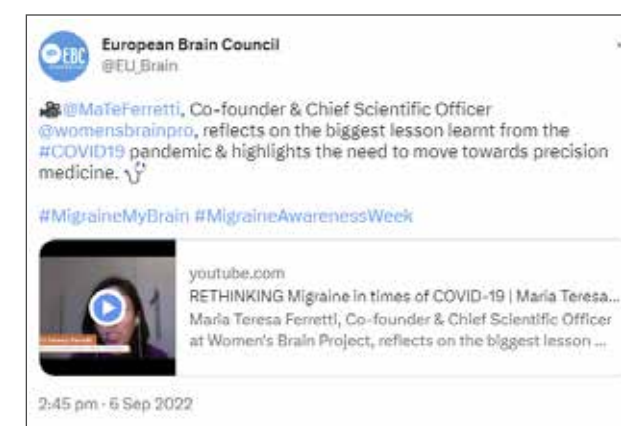 EBC
European Brain Council
@EU_Brain
@MaTeFerretti, Co-founder & Chief Scientific Officer
@womensbrainpro, reflects on the biggest lesson learnt from the
#COVID19 pandemic & highlights the need to move towards precision
medicine.
#MigraineMyBrain #MigraineAwarenessWeek
youtube.com
RETHINKING Migraine in times of COVID-19 | Maria Teresa...
Maria Teresa Ferretti, Co-founder & Chief Scientific Officer
at Women's Brain Project, reflects on the biggest lesson ...
2:45 pm · 6 Sep 2022